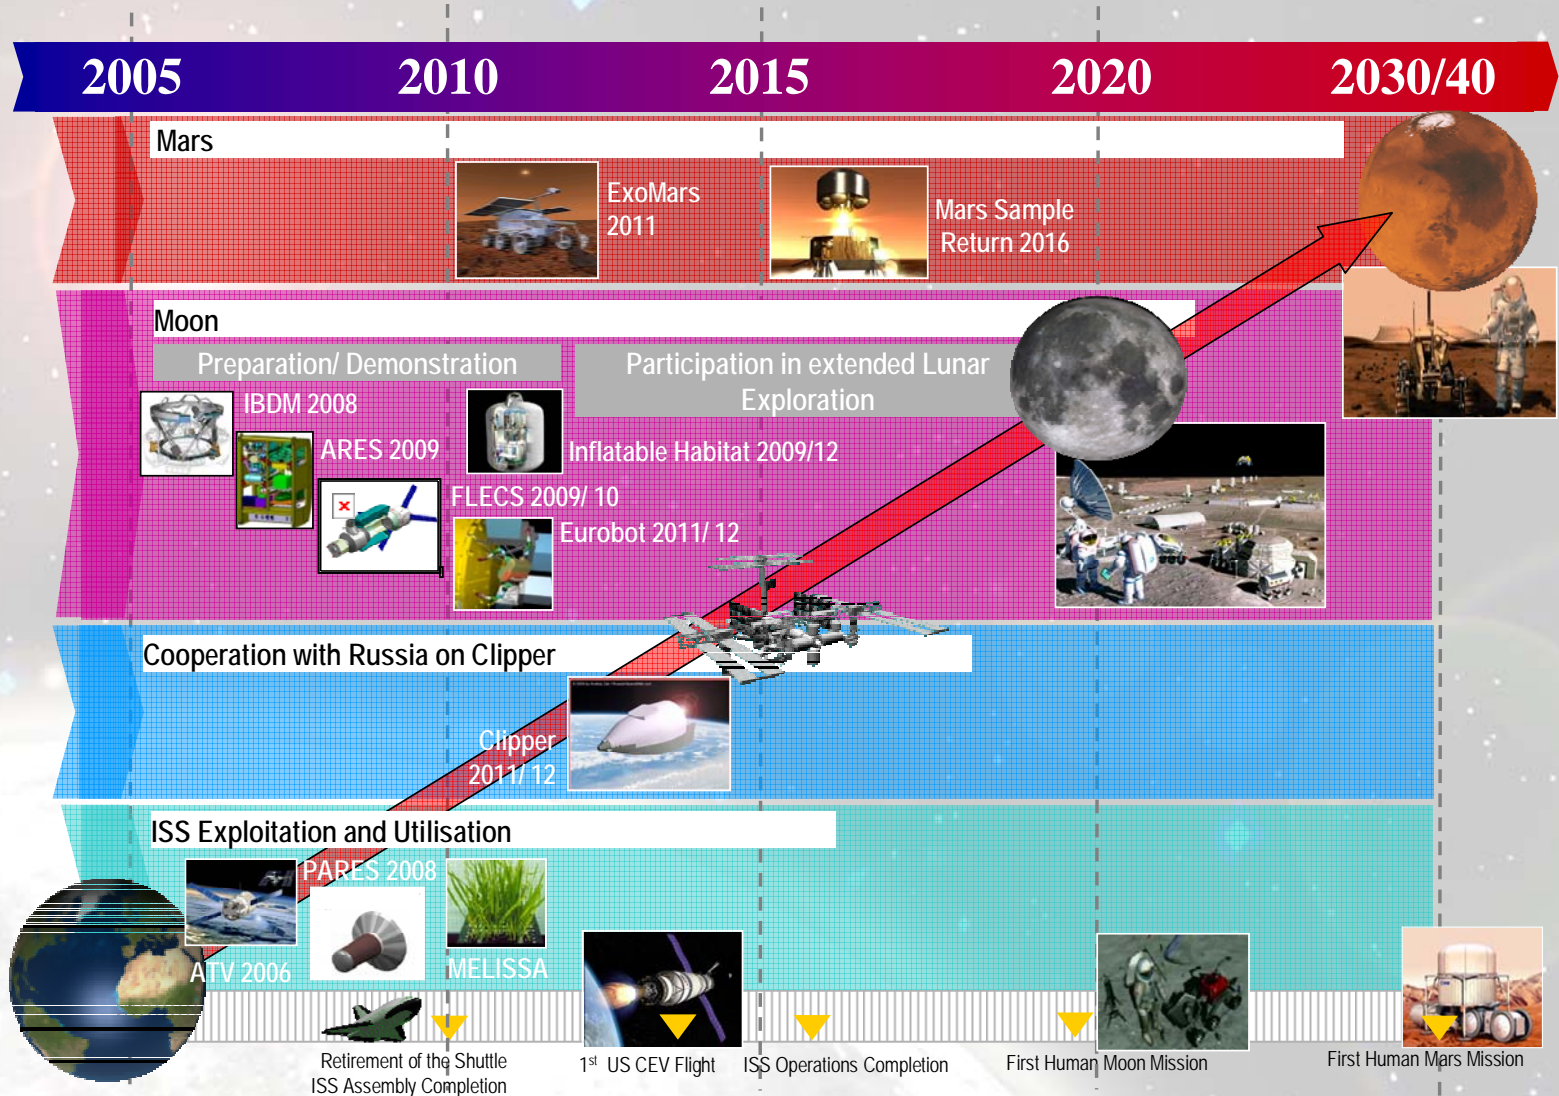 2005
2010
2015
2020
2030/40
Mars
ExoMars
2011
Mars Sample
Return 2016
Moon
Preparation/ Demonstration
Participation in extended Lunar
Exploration
IBDM 2008
ARES 2009
Inflatable Habitat 2009/12
FLECS 2009/ 10
Eurobot 2011/ 12
Cooperation with Russia on Clipper
Clipper
2011/ 12
ISS Exploitation and Utilisation
PARES 2008
ATV 2006
MELISSA
Retirement of the Shuttle
ISS Assembly Completion
1st US CEV Flight
ISS Operations Completion
First Human Moon Mission
First Human Mars Mission